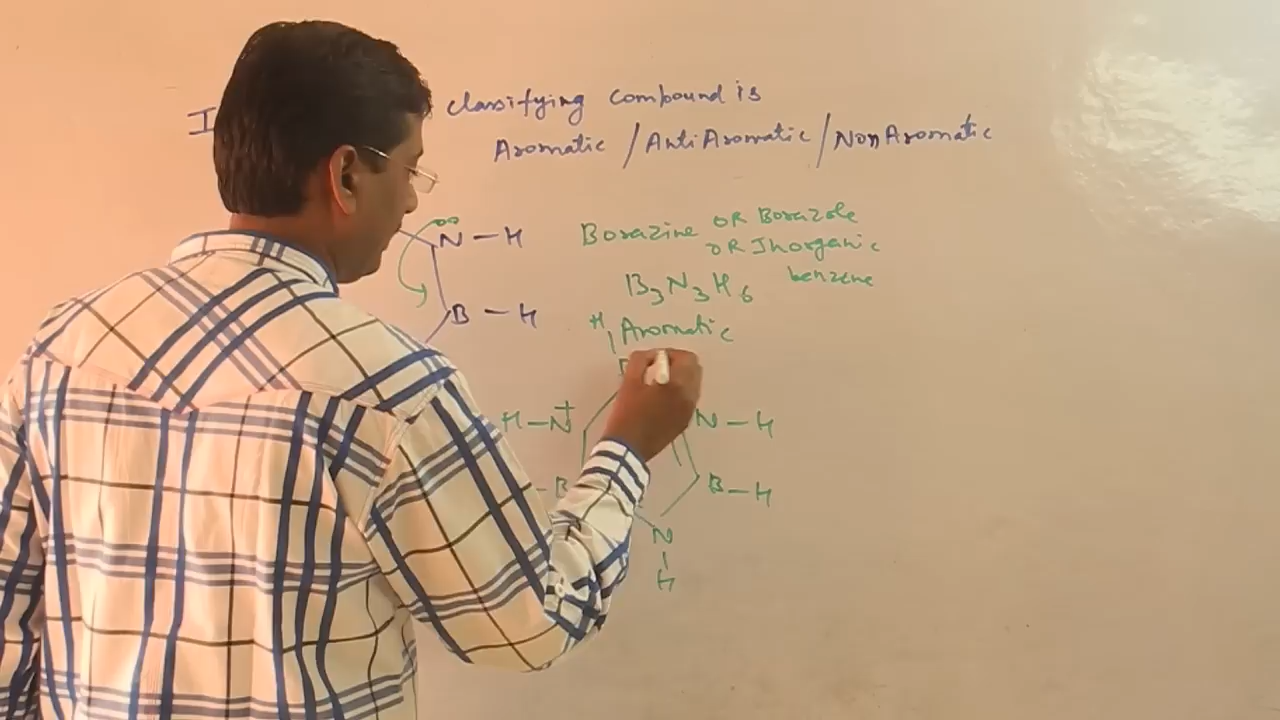 I
classifying compound is
Aromatic / AntiAromatic / NonAromatic
N - H
B - H
Borazine OR Borazole
OR Inorganic
benzene
B3N3H6
Aromatic
H
H - N+
N - H
- B
B - H
N
H